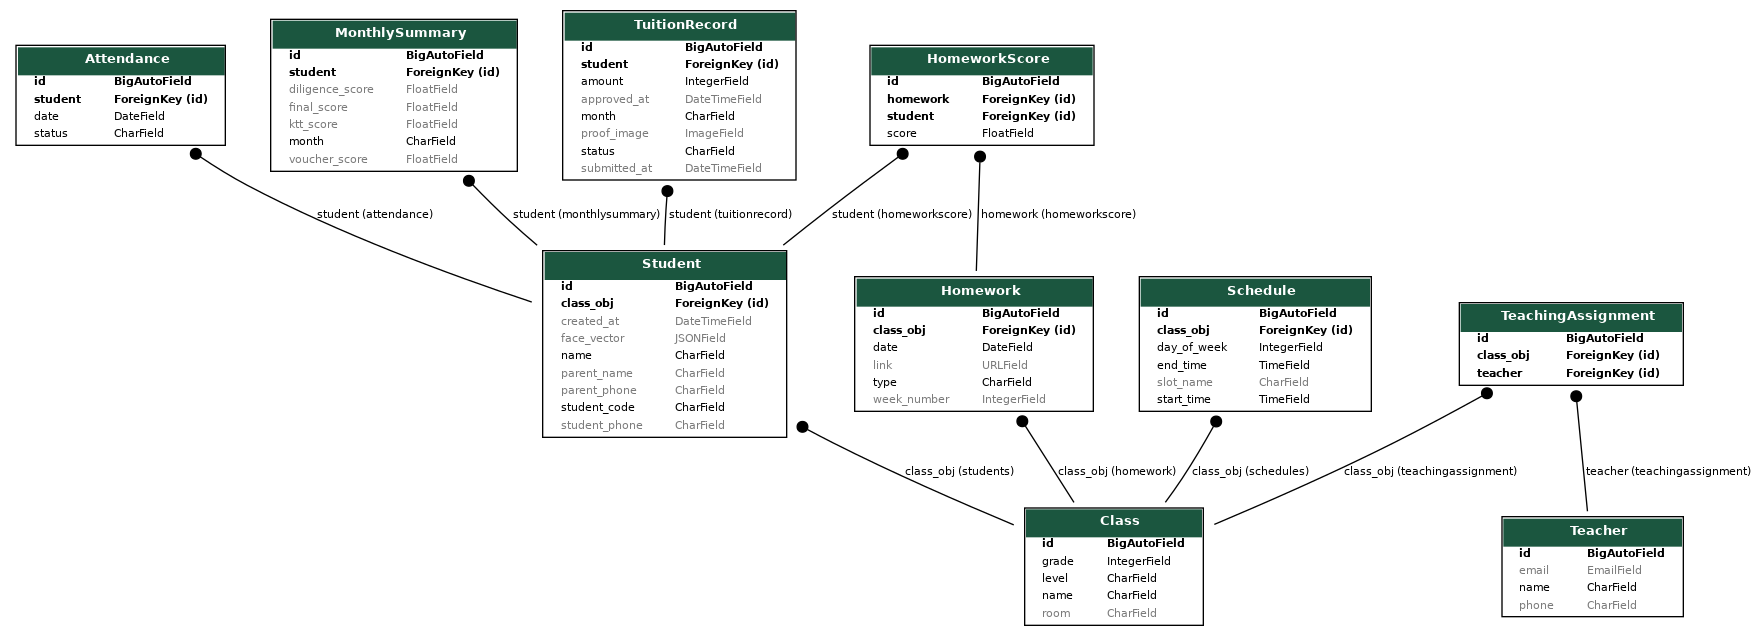 Attendance
id BigAutoField
student ForeignKey (id)
date DateField
status CharField
MonthlySummary
id BigAutoField
student ForeignKey (id)
diligence_score FloatField
final_score FloatField
ktt_score FloatField
month CharField
voucher_score FloatField
TuitionRecord
id BigAutoField
student ForeignKey (id)
amount IntegerField
approved_at DateTimeField
month CharField
proof_image ImageField
status CharField
submitted_at DateTimeField
HomeworkScore
id BigAutoField
homework ForeignKey (id)
student ForeignKey (id)
score FloatField
student (attendance)
student (monthlysummary)
student (tuitionrecord)
student (homeworkscore)
homework (homeworkscore)
Student
id BigAutoField
class_obj ForeignKey (id)
created_at DateTimeField
face_vector JSONField
name CharField
parent_name CharField
parent_phone CharField
student_code CharField
student_phone CharField
Homework
id BigAutoField
class_obj ForeignKey (id)
date DateField
link URLField
type CharField
week_number IntegerField
Schedule
id BigAutoField
class_obj ForeignKey (id)
day_of_week IntegerField
end_time TimeField
slot_name CharField
start_time TimeField
TeachingAssignment
id BigAutoField
class_obj ForeignKey (id)
teacher ForeignKey (id)
class_obj (students)
class_obj (homework)
class_obj (schedules)
class_obj (teachingassignment)
teacher (teachingassignment)
Class
id BigAutoField
grade IntegerField
level CharField
name CharField
room CharField
Teacher
id BigAutoField
email EmailField
name CharField
phone CharField